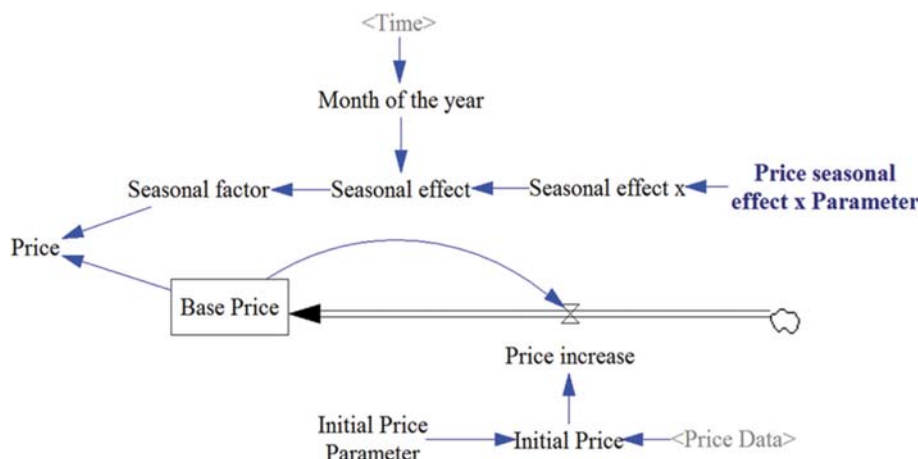 <Time>
Month of the year
Seasonal factor
Seasonal effect
Seasonal effect x
Price seasonal
effect x Parameter
Price
Base Price
Price increase
Initial Price
Parameter
Initial Price
<Price Data>